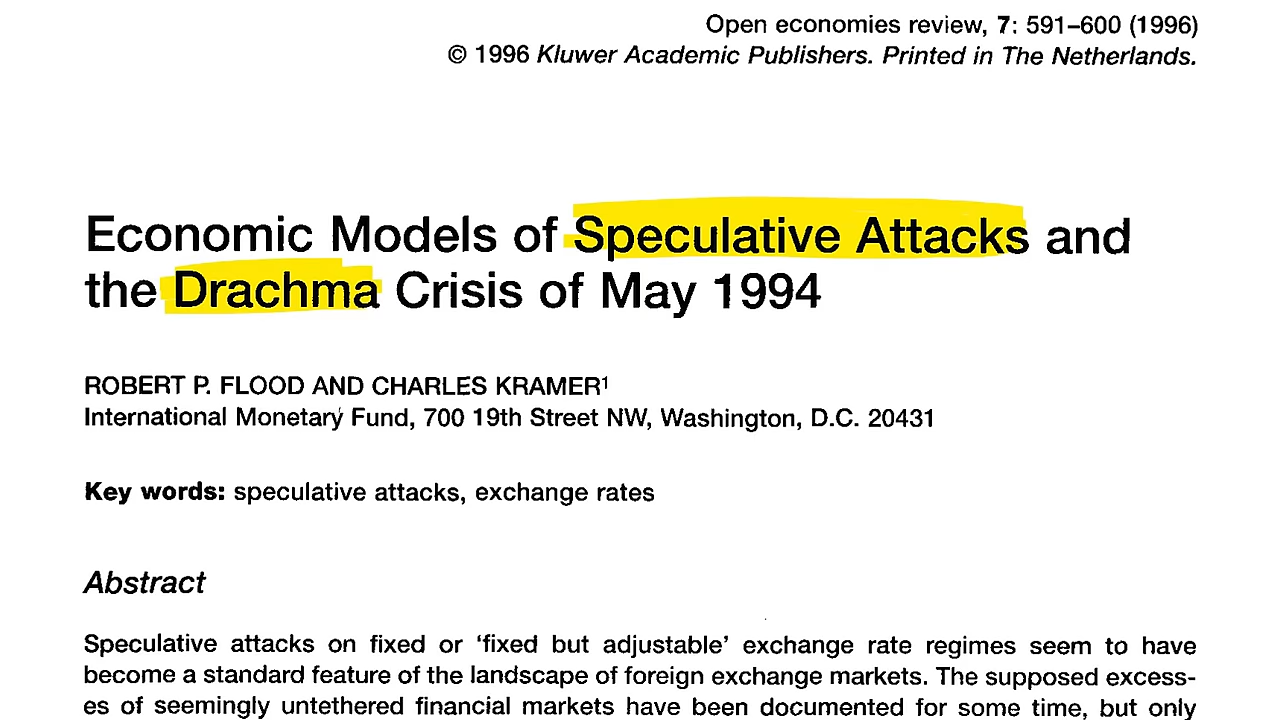 Open economies review, 7: 591–600 (1996)
© 1996 Kluwer Academic Publishers. Printed in The Netherlands.
Economic Models of Speculative Attacks and
the Drachma Crisis of May 1994
ROBERT P. FLOOD AND CHARLES KRAMER¹
International Monetary Fund, 700 19th Street NW, Washington, D.C. 20431
Key words: speculative attacks, exchange rates
Abstract
Speculative attacks on fixed or ‘fixed but adjustable’ exchange rate regimes seem to have
become a standard feature of the landscape of foreign exchange markets. The supposed excess-
es of seemingly untethered financial markets have been documented for some time, but only